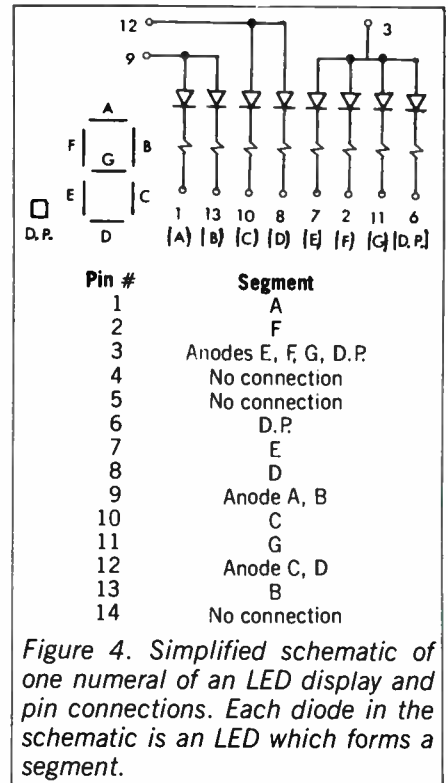 12
3
9
A
F B
G
E C
D.P. D
1 13 10 8 7 2 11 6
(A) (B) (C) (D) (E) (F) (G) (D.P.)
Pin # Segment
1 A
2 F
3 Anodes E, F, G, D.P.
4 No connection
5 No connection
6 D.P.
7 E
8 D
9 Anode A, B
10 C
11 G
12 Anode C, D
13 B
14 No connection
Figure 4. Simplified schematic of
one numeral of an LED display and
pin connections. Each diode in the
schematic is an LED which forms a
segment.